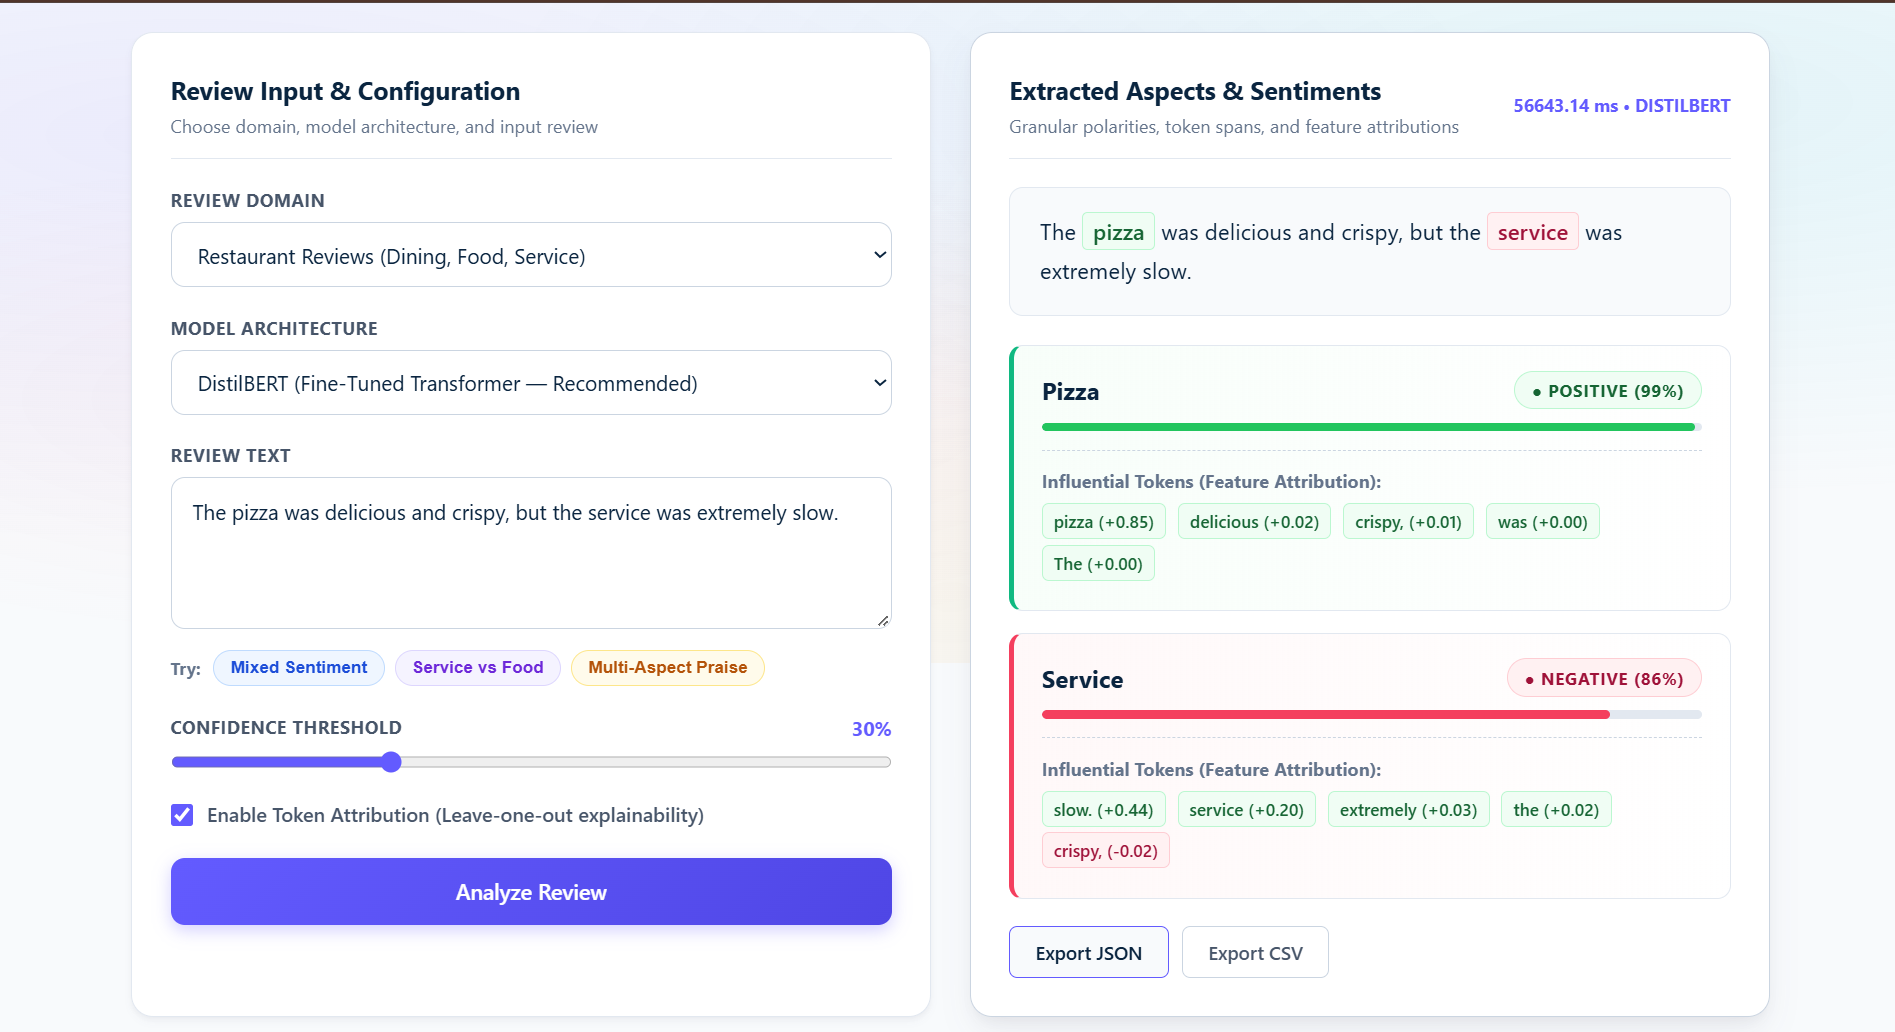 Review Input & Configuration
Choose domain, model architecture, and input review
REVIEW DOMAIN
Restaurant Reviews (Dining, Food, Service)
MODEL ARCHITECTURE
DistilBERT (Fine-Tuned Transformer — Recommended)
REVIEW TEXT
The pizza was delicious and crispy, but the service was extremely slow.
Try: Mixed Sentiment Service vs Food Multi-Aspect Praise
CONFIDENCE THRESHOLD 30%
Enable Token Attribution (Leave-one-out explainability)
Analyze Review
Extracted Aspects & Sentiments
Granular polarities, token spans, and feature attributions
56643.14 ms • DISTILBERT
The pizza was delicious and crispy, but the service was
extremely slow.
Pizza ● POSITIVE (99%)
Influential Tokens (Feature Attribution):
pizza (+0.85) delicious (+0.02) crispy, (+0.01) was (+0.00)
The (+0.00)
Service ● NEGATIVE (86%)
Influential Tokens (Feature Attribution):
slow. (+0.44) service (+0.20) extremely (+0.03) the (+0.02)
crispy, (-0.02)
Export JSON Export CSV